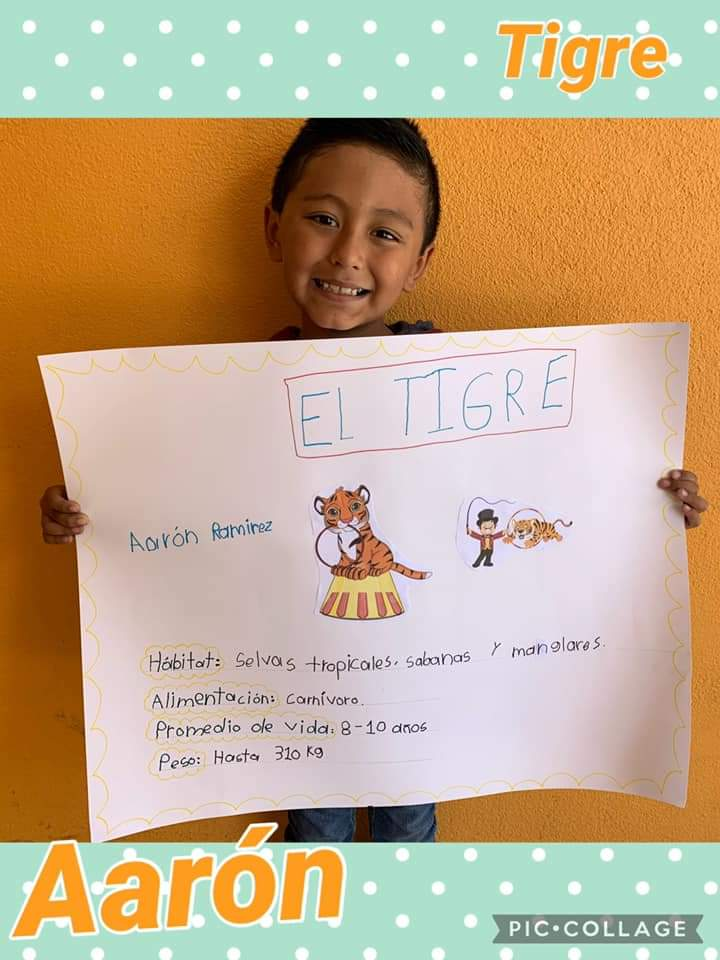 Tigre
EL TIGRE
Aarón Ramirez
Hábitat: Selvas tropicales, sabanas y manglares.
Alimentación: Carnívoro.
Promedio de vida: 8-10 años
Peso: Hasta 310 kg
Aarón
PIC•COLLAGE